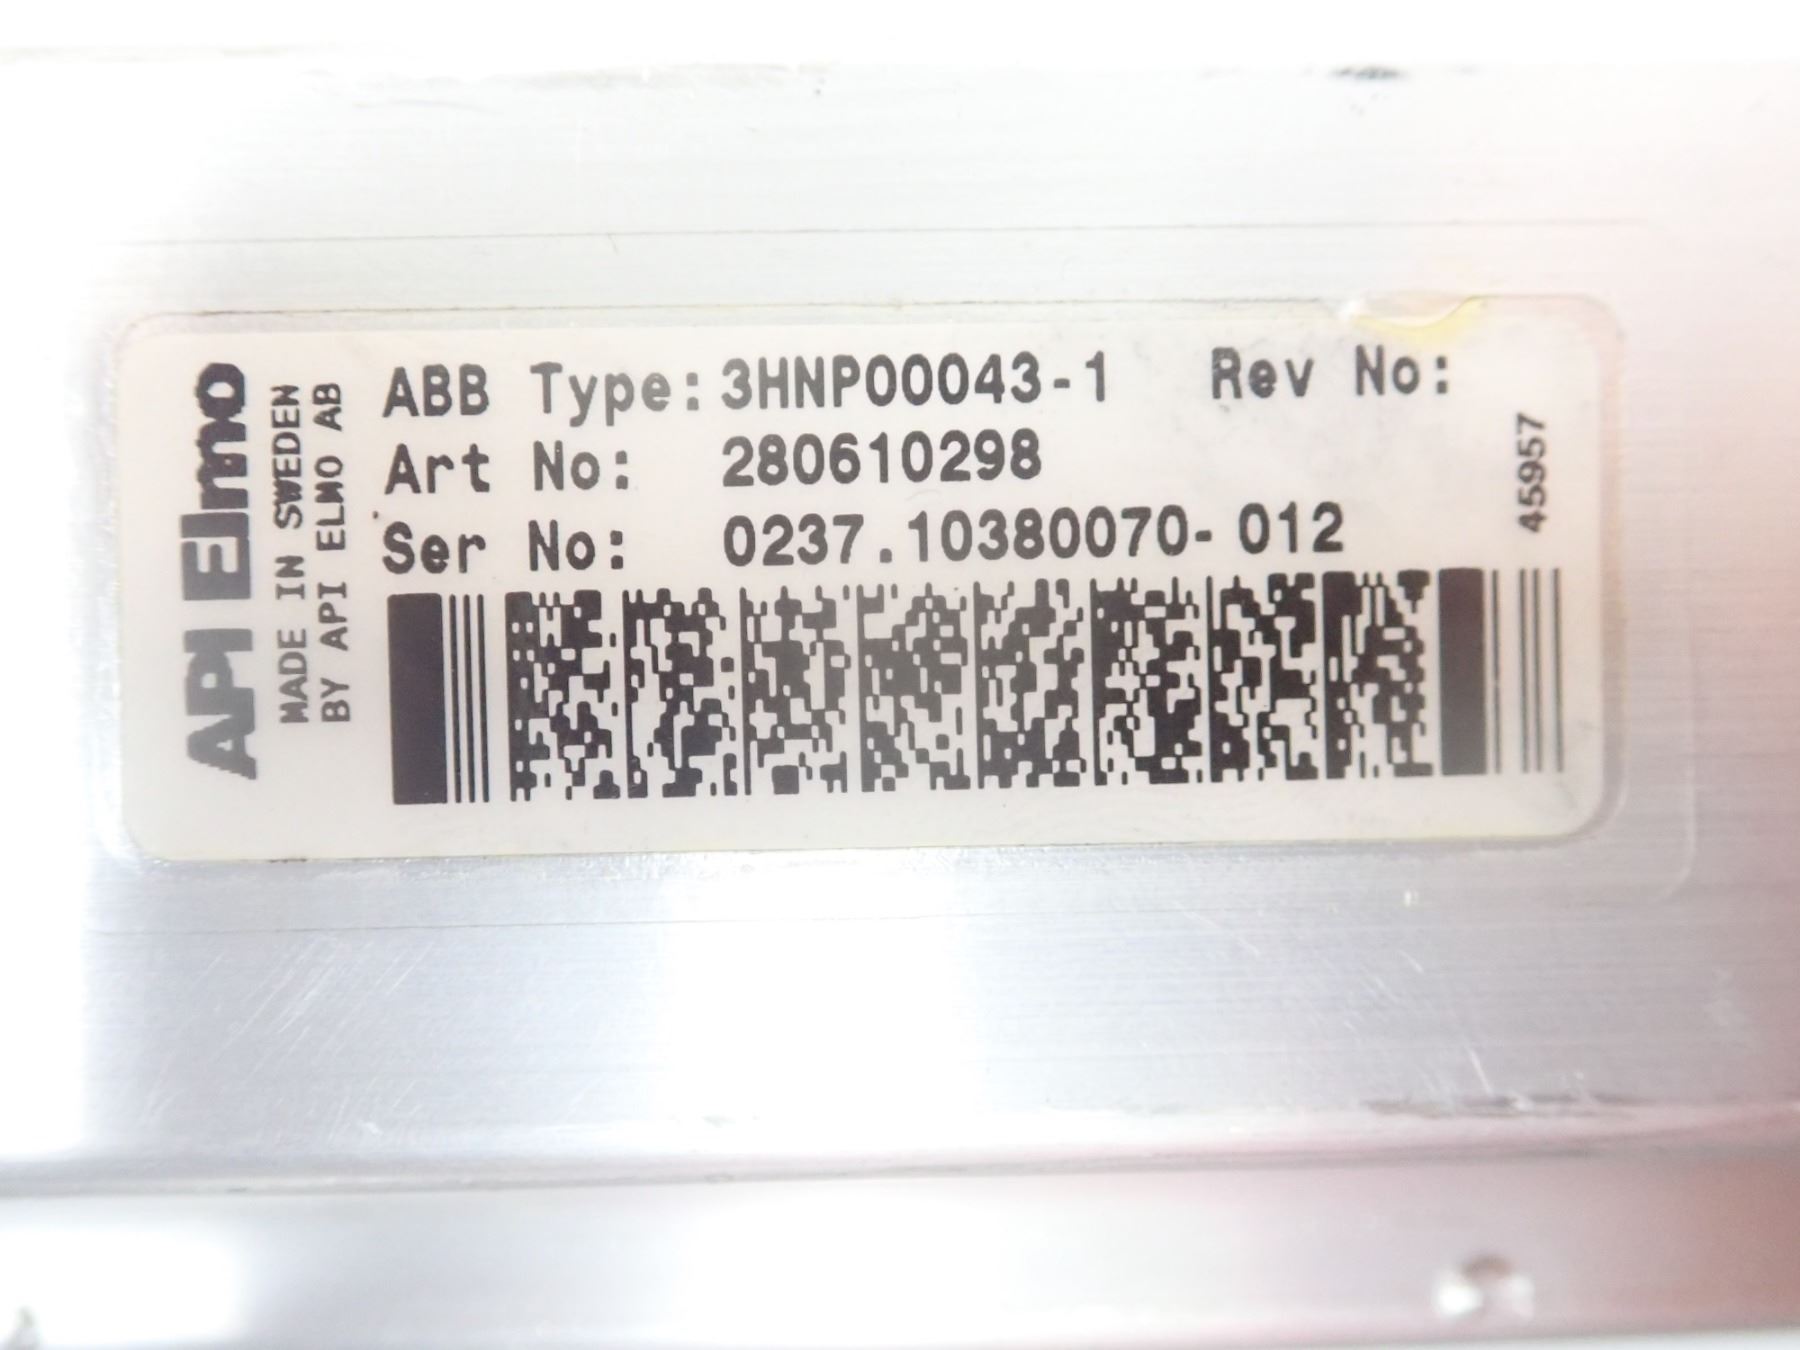 API Elmo
MADE IN SWEDEN
BY API ELMO AB
ABB Type: 3HNP00043-1 Rev No:
Art No: 280610298
Ser No: 0237.10380070-012
45957